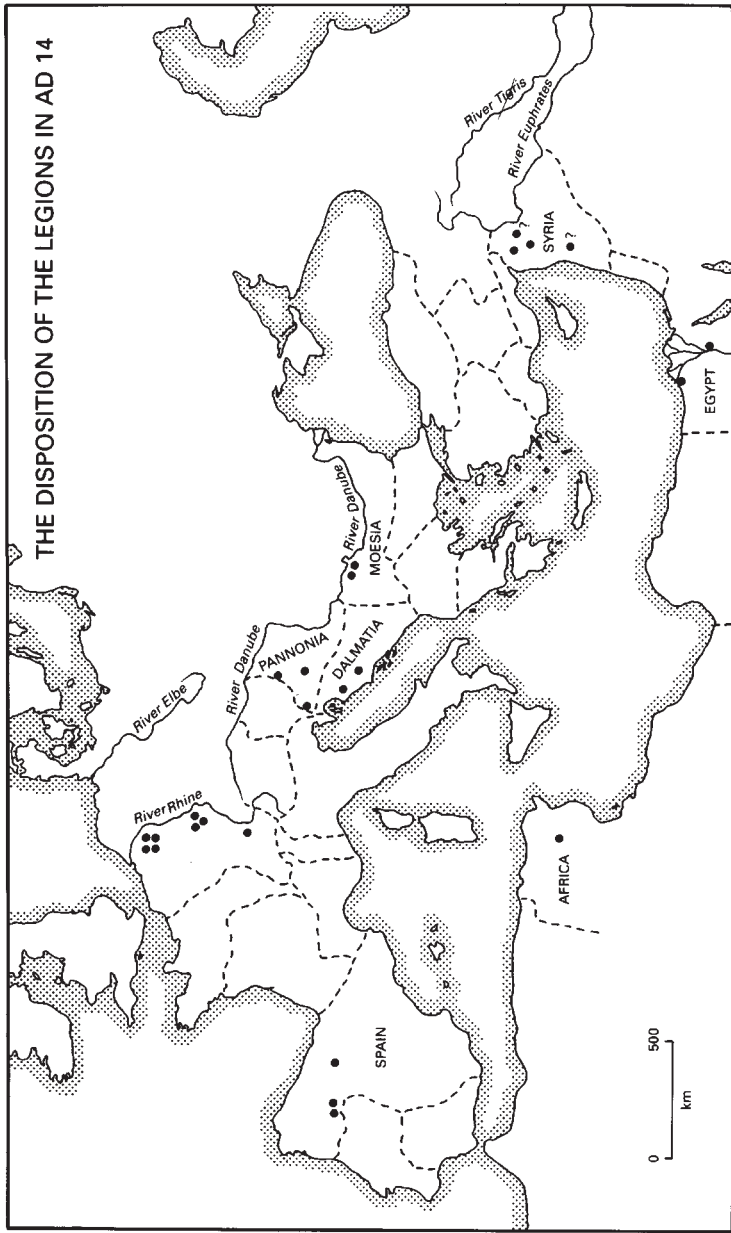 THE DISPOSITION OF THE LEGIONS IN AD 14
River Elbe
River Rhine
River Danube
PANNONIA
DALMATIA
River Danube
MOESIA
River Tigris
River Euphrates
?
SYRIA
?
EGYPT
AFRICA
SPAIN
0 500
km